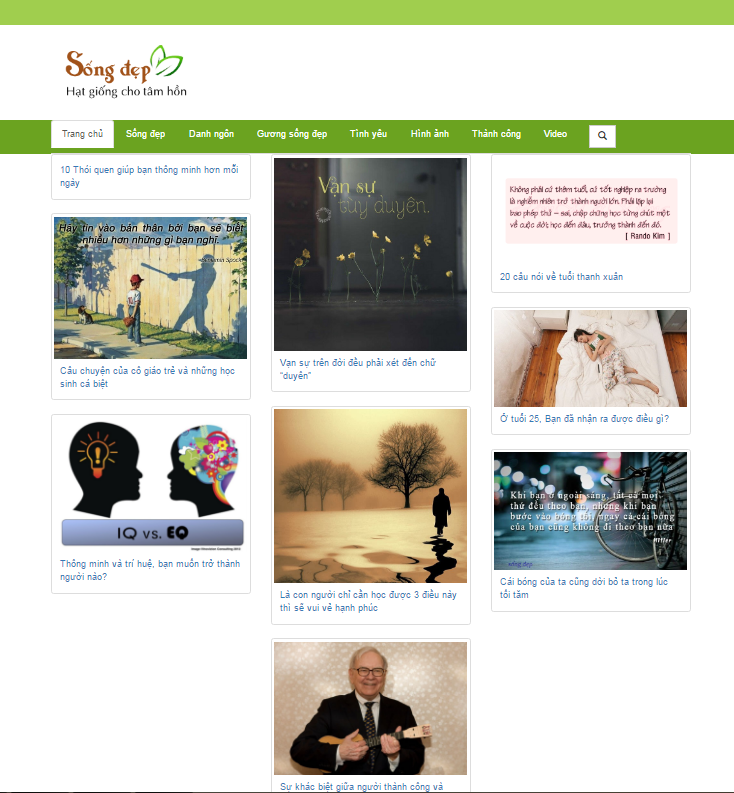 Sống đẹp
Hạt giống cho tâm hồn
Trang chủ
Sống đẹp
Danh ngôn
Gương sống đẹp
Tình yêu
Hình ảnh
Thành công
Video
10 Thói quen giúp bạn thông minh hơn mỗi
ngày
Hãy tin vào bản thân bởi bạn sẽ biết
nhiều hơn những gì bạn nghĩ.
-Benjamin Spock
Câu chuyện của cô giáo trẻ và những học
sinh cá biệt
IQ vs. EQ
Thông minh và trí huệ, bạn muốn trở thành
người nào?
Vạn sự
tùy duyên.
Vạn sự trên đời đều phải xét đến chữ
“duyên”
Là con người chỉ cần học được 3 điều này
thì sẽ vui vẻ hạnh phúc
Sự khác biệt giữa người thành công và
Không phải cứ thêm tuổi, cứ tốt nghiệp ra trường
là nghiễm nhiên trở thành người lớn. Phải lặp lại
bao phép thử – sai, chập chững học từng chút một
về cuộc đời; học đến đâu, trưởng thành đến đó.
[ Rando Kim ]
20 câu nói về tuổi thanh xuân
Ở tuổi 25, Bạn đã nhận ra được điều gì?
Khi bạn ở ngoài sáng, tất cả mọi
thứ đều theo bạn, nhưng khi bạn
bước vào bóng tối, ngay cả cái bóng
của bạn cũng không đi theo bạn nữa
Hitler
Cái bóng của ta cũng dời bỏ ta trong lúc
tối tăm